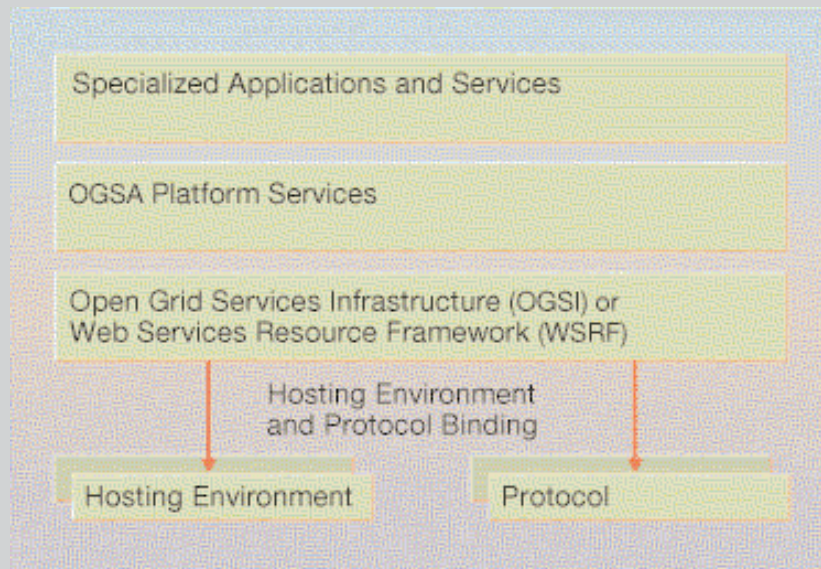 Specialized Applications and Services
OGSA Platform Services
Open Grid Services Infrastructure (OGSI) or
Web Services Resource Framework (WSRF)
Hosting Environment
and Protocol Binding
Hosting Environment
Protocol